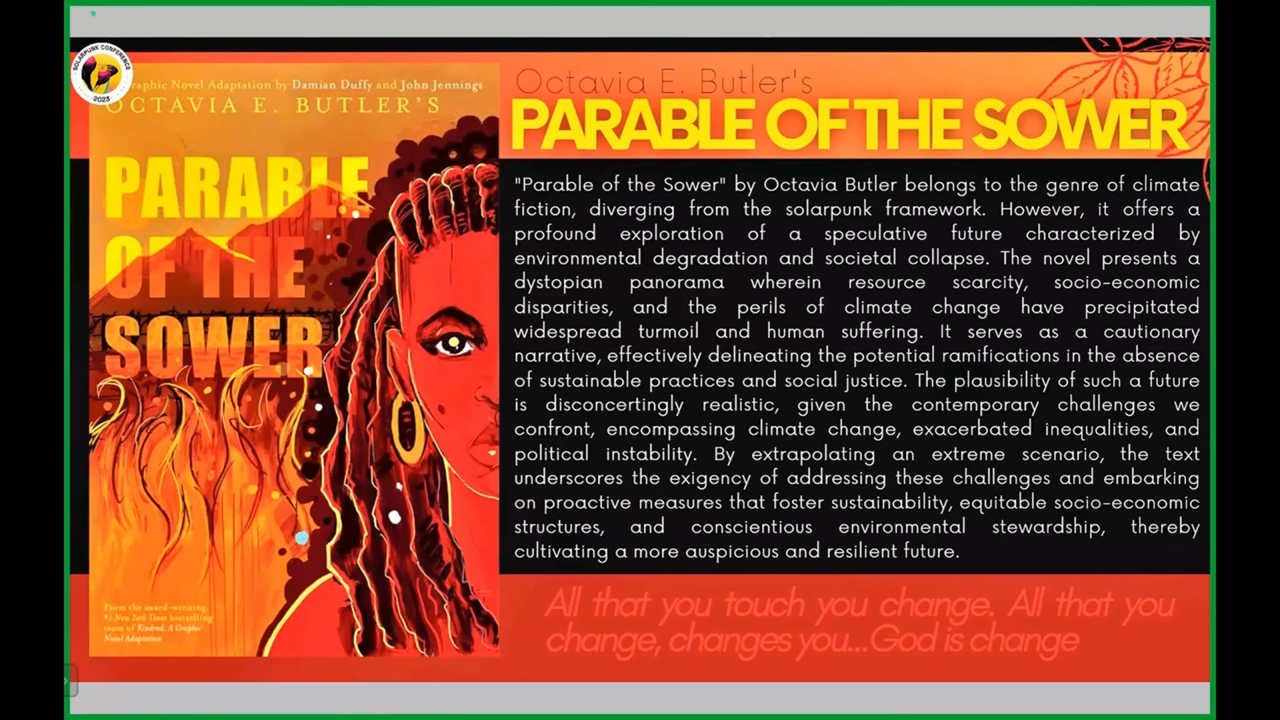 SOLARPUNK CONFERENCE
2023
raphic Novel Adaptation by Damian Duffy and John Jennings
OCTAVIA E. BUTLER'S
PARABLE
OF THE
SOWER
From the award-winning,
#1 New York Times bestselling
team of Kindred: A Graphic
Novel Adaptation
Octavia E. Butler's
PARABLE OF THE SOWER
"Parable of the Sower" by Octavia Butler belongs to the genre of climate
fiction, diverging from the solarpunk framework. However, it offers a
profound exploration of a speculative future characterized by
environmental degradation and societal collapse. The novel presents a
dystopian panorama wherein resource scarcity, socio-economic
disparities, and the perils of climate change have precipitated
widespread turmoil and human suffering. It serves as a cautionary
narrative, effectively delineating the potential ramifications in the absence
of sustainable practices and social justice. The plausibility of such a future
is disconcertingly realistic, given the contemporary challenges we
confront, encompassing climate change, exacerbated inequalities, and
political instability. By extrapolating an extreme scenario, the text
underscores the exigency of addressing these challenges and embarking
on proactive measures that foster sustainability, equitable socio-economic
structures, and conscientious environmental stewardship, thereby
cultivating a more auspicious and resilient future.
All that you touch you change. All that you
change, changes you...God is change